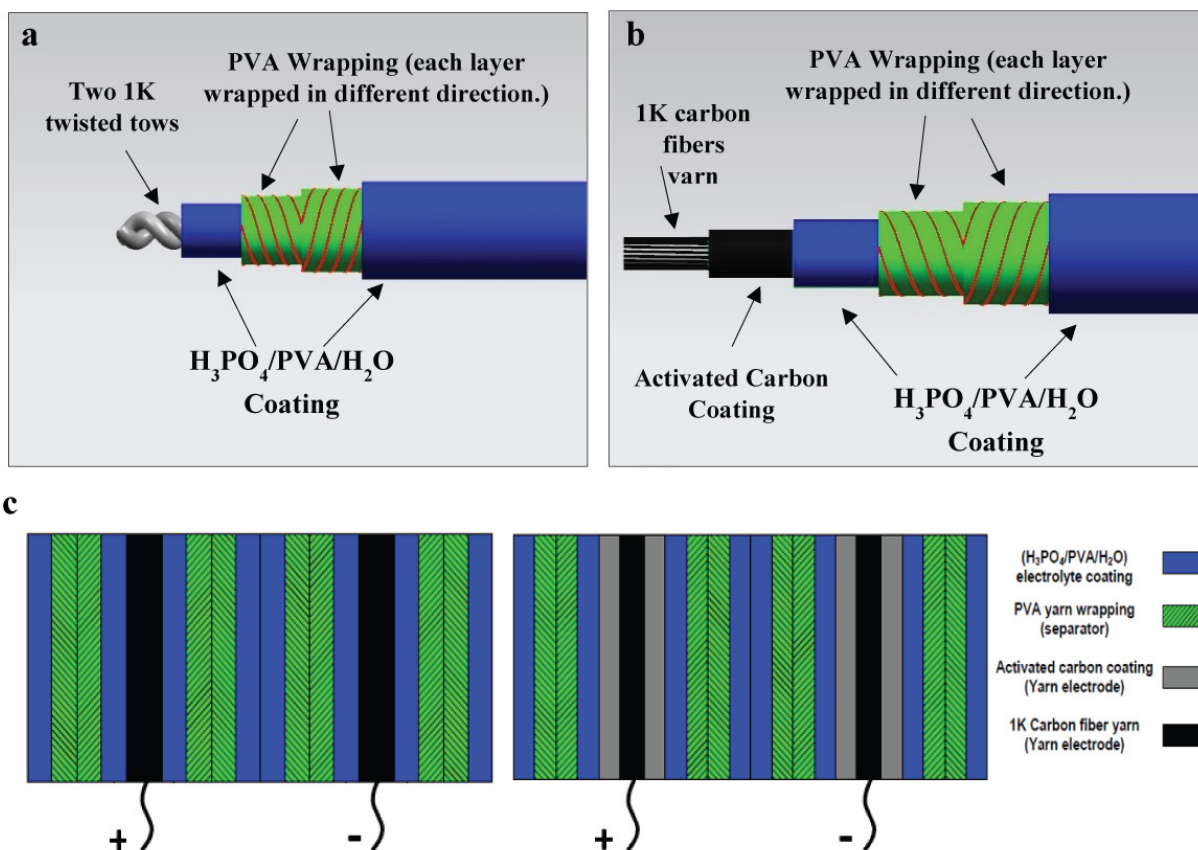 a
PVA Wrapping (each layer
wrapped in different direction.)
Two 1K
twisted tows
H₃PO₄/PVA/H₂O
Coating
b
PVA Wrapping (each layer
wrapped in different direction.)
1K carbon
fibers
varn
Activated Carbon
Coating
H₃PO₄/PVA/H₂O
Coating
c
+
-
+
-
(H₃PO₄/PVA/H₂O)
electrolyte coating
PVA yarn wrapping
(separator)
Activated carbon coating
(Yarn electrode)
1K Carbon fiber yarn
(Yarn electrode)